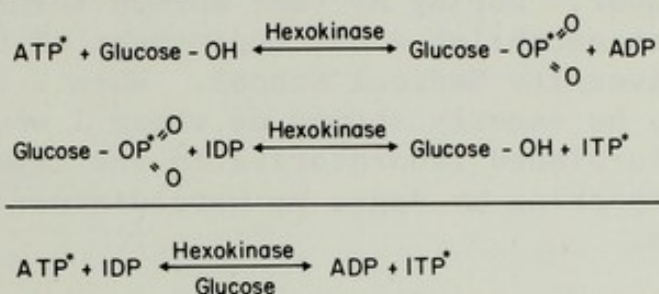 Hexokinase
ATP* + Glucose - OH ⟷ Glucose - OP*=O =O + ADP
Hexokinase
Glucose - OP*=O =O + IDP ⟷ Glucose - OH + ITP*
Hexokinase
ATP* + IDP ⟷ ADP + ITP*
Glucose